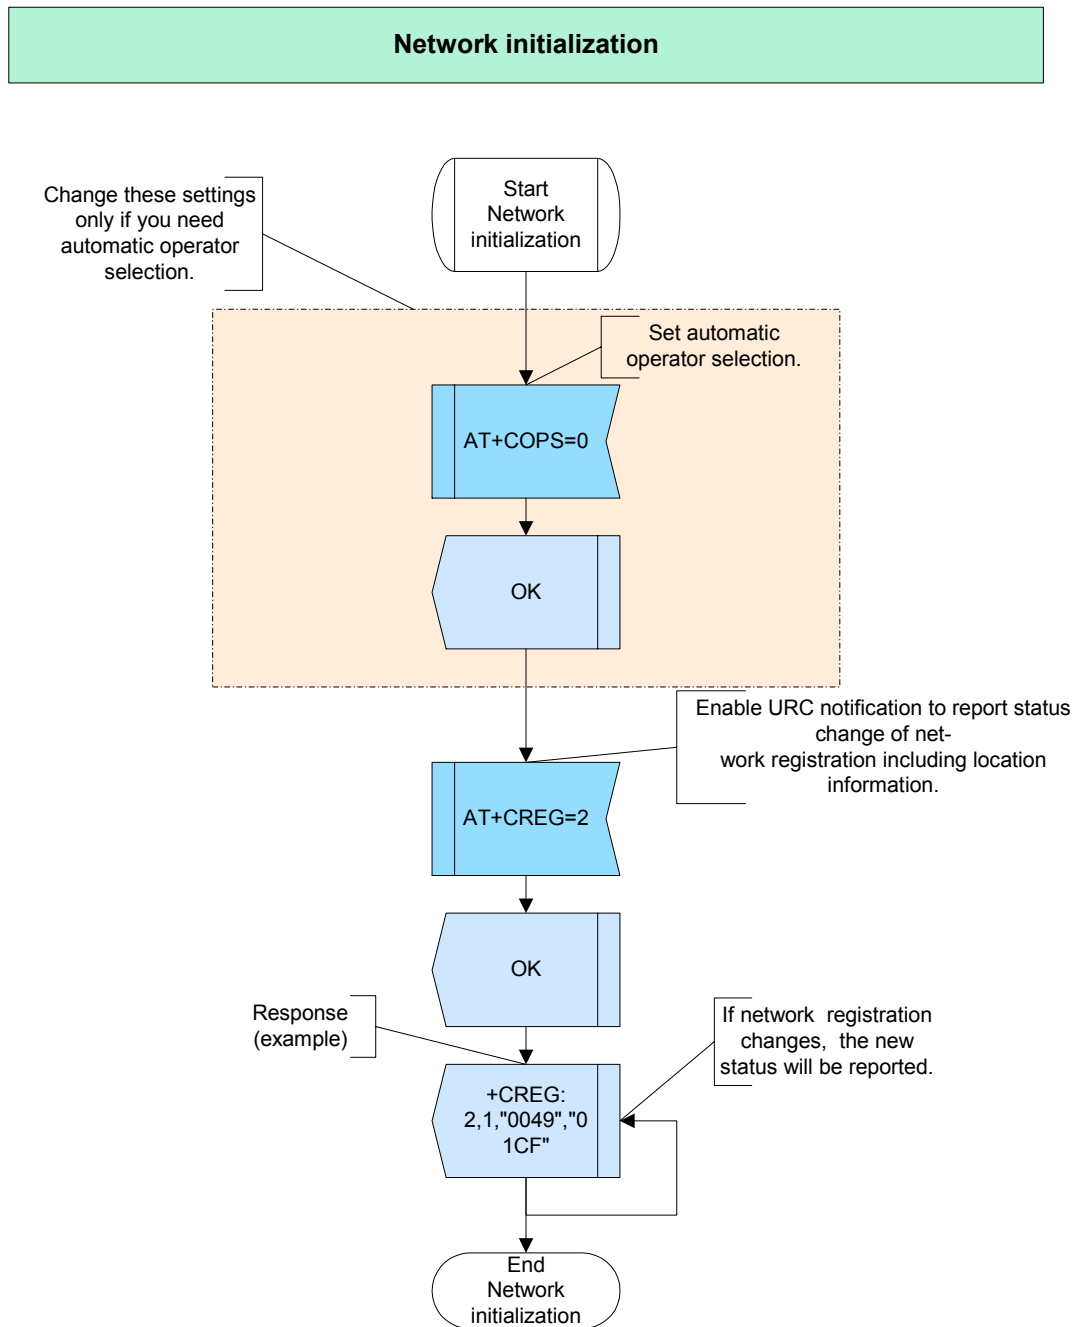 Network initialization
Start
Network
initialization
Change these settings
only if you need
automatic operator
selection.
Set automatic
operator selection.
AT+COPS=0
OK
Enable URC notification to report status
change of net-
work registration including location
information.
AT+CREG=2
OK
Response
(example)
If network registration
changes, the new
status will be reported.
+CREG:
2,1,"0049","0
1CF"
End
Network
initialization